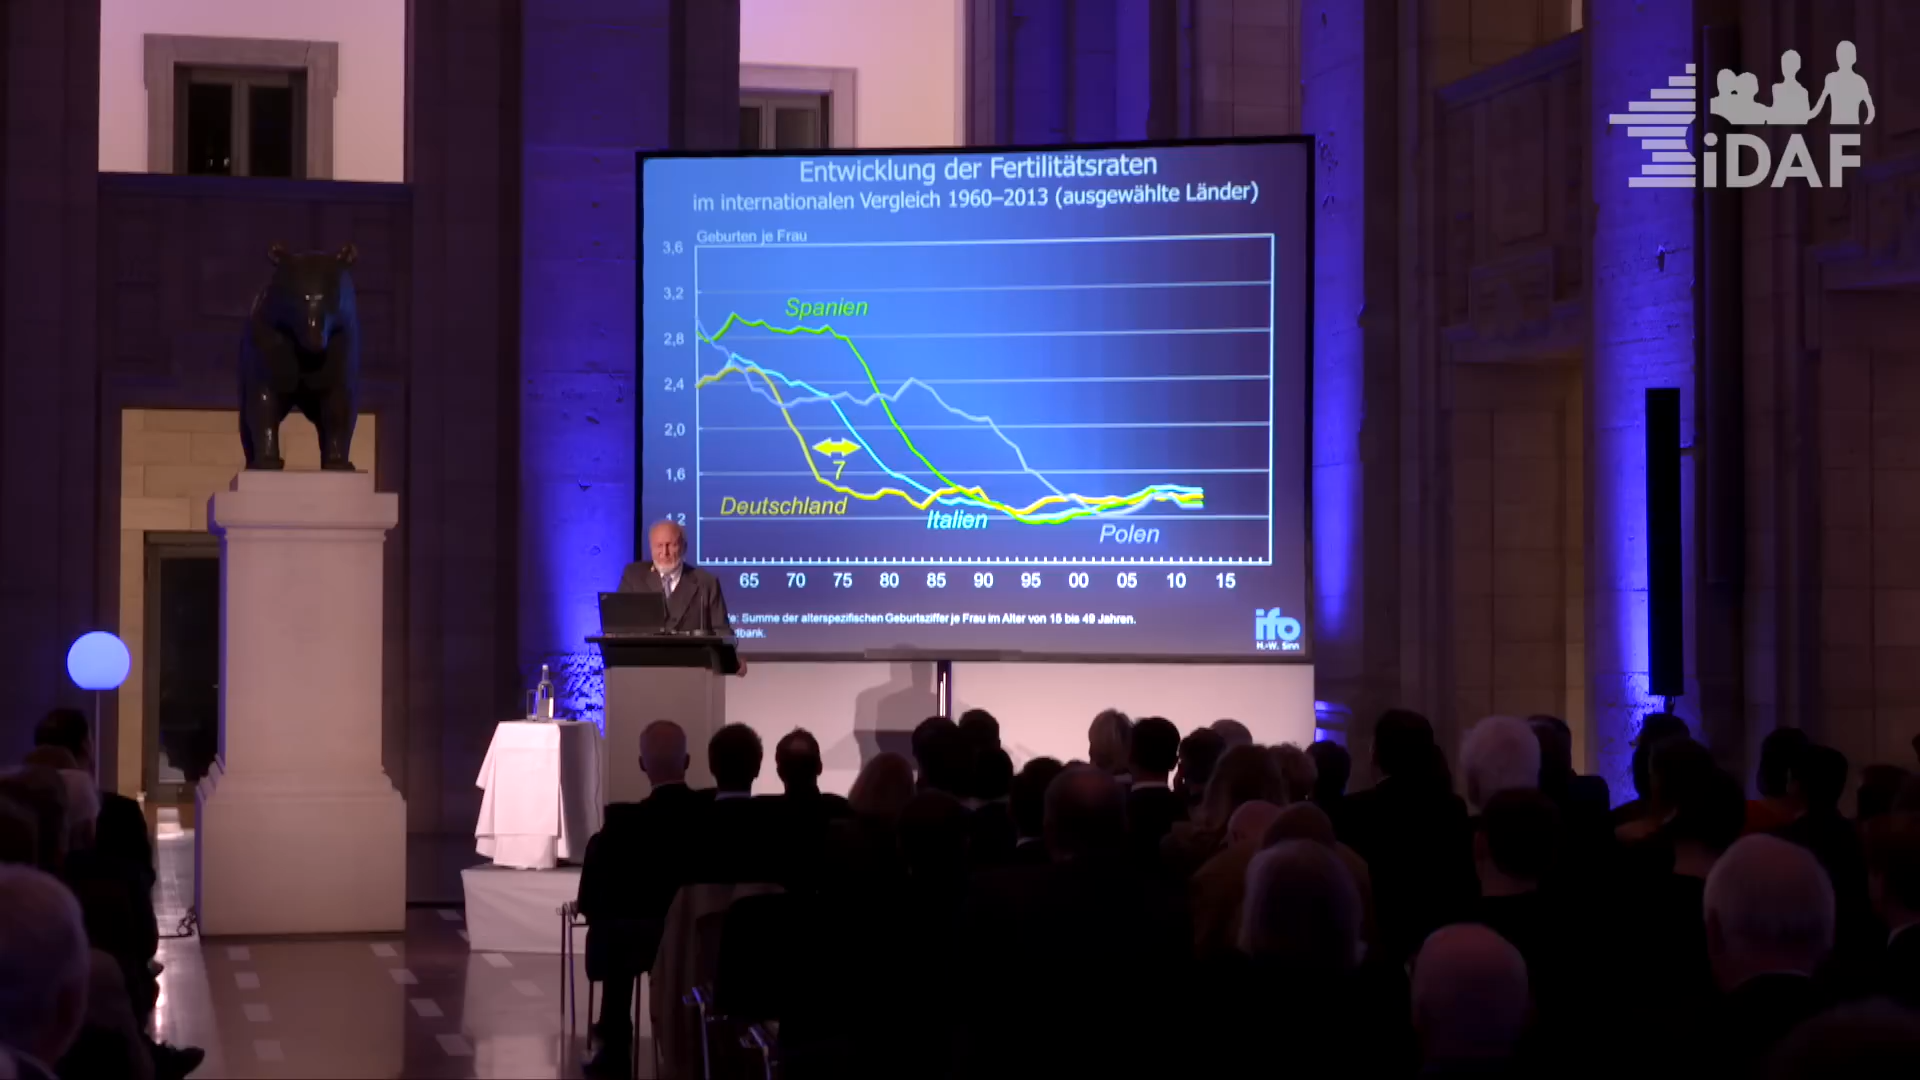 iDAF
Entwicklung der Fertilitätsraten
im internationalen Vergleich 1960–2013 (ausgewählte Länder)
Geburten je Frau
3,6
3,2
2,8
2,4
2,0
1,6
1,2
Spanien
7
Deutschland
Italien
Polen
65 70 75 80 85 90 95 00 05 10 15
Summe der alterspezifischen Geburtsziffer je Frau im Alter von 15 bis 49 Jahren.
ifo
H.-W. Sinn